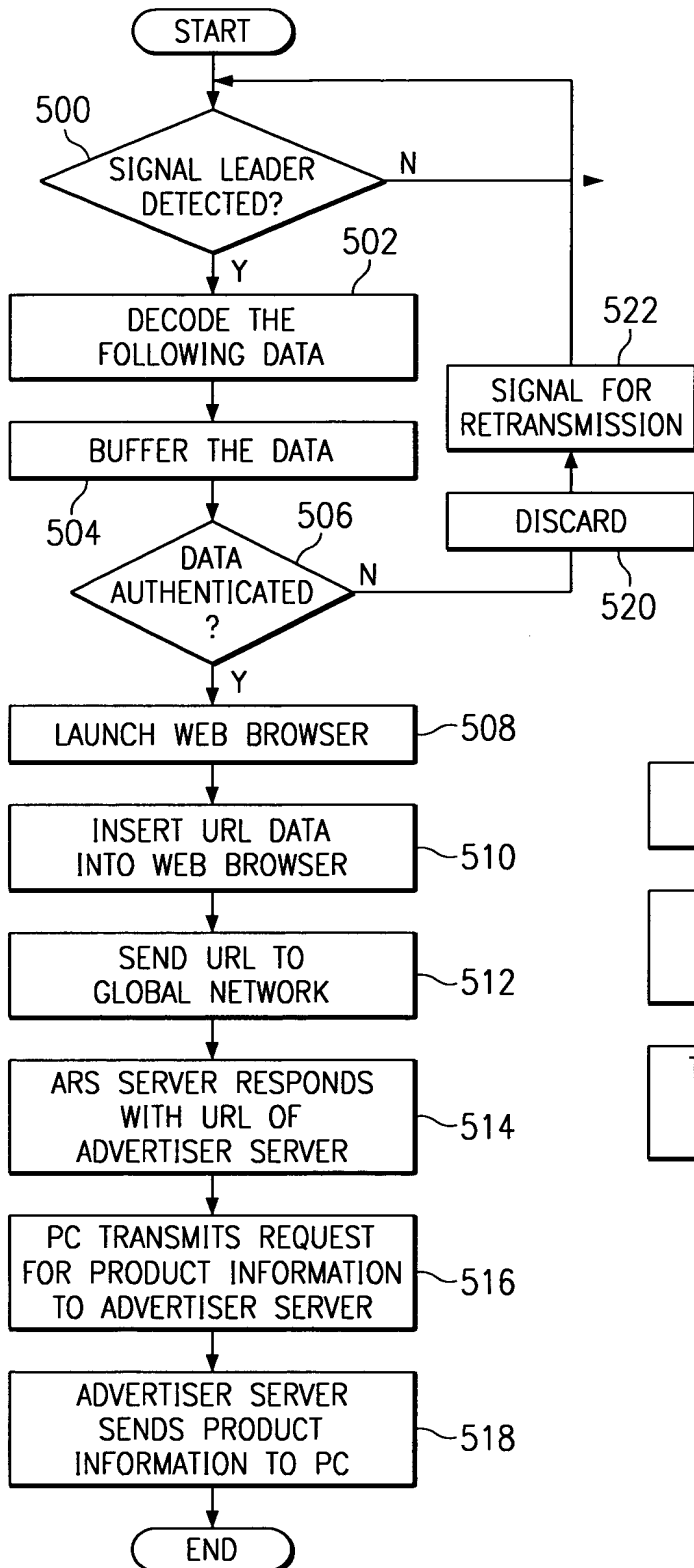 START
500
SIGNAL LEADER
DETECTED?
N
Y
502
DECODE THE
FOLLOWING DATA
522
SIGNAL FOR
RETRANSMISSION
BUFFER THE DATA
504
DISCARD
520
506
DATA
AUTHENTICATED
?
N
Y
LAUNCH WEB BROWSER
508
INSERT URL DATA
INTO WEB BROWSER
510
SEND URL TO
GLOBAL NETWORK
512
ARS SERVER RESPONDS
WITH URL OF
ADVERTISER SERVER
514
T
PC TRANSMITS REQUEST
FOR PRODUCT INFORMATION
TO ADVERTISER SERVER
516
ADVERTISER SERVER
SENDS PRODUCT
INFORMATION TO PC
518
END